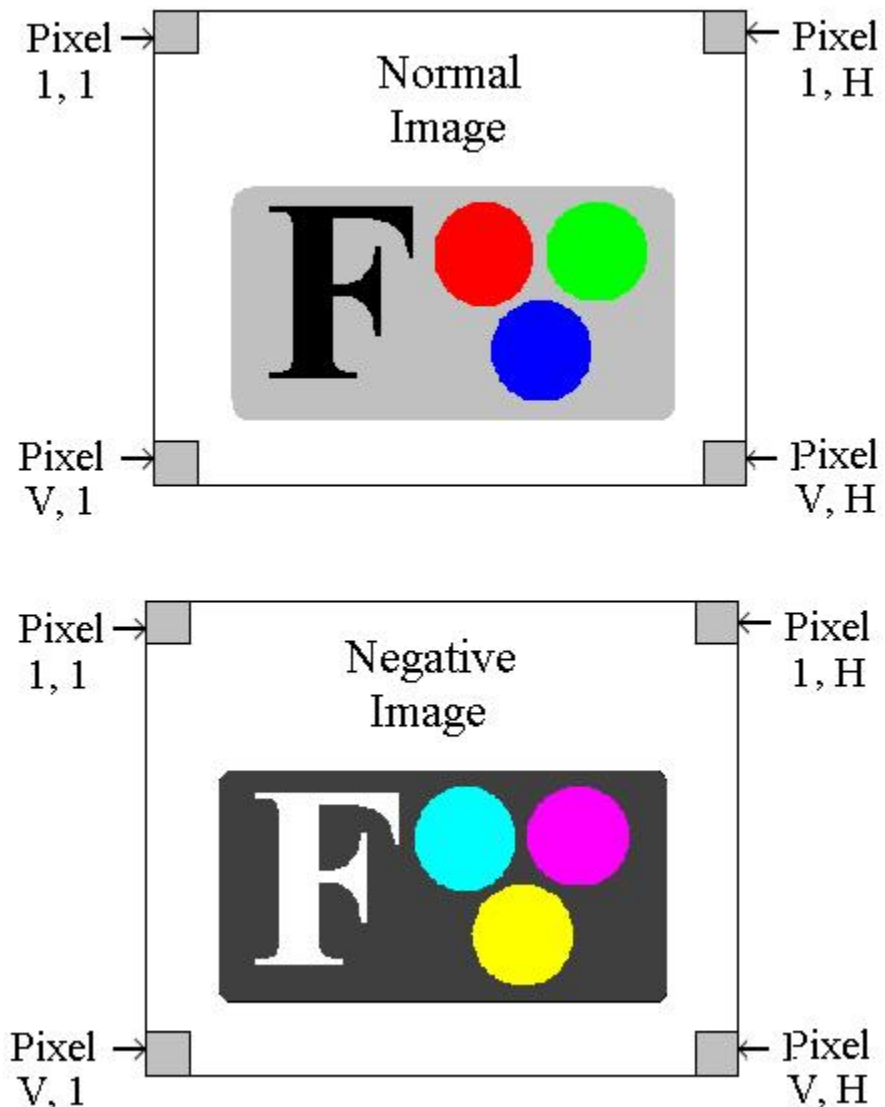 Pixel
1, 1
Pixel
1, H
Normal
Image
F
Pixel
V, 1
Pixel
V, H
Pixel
1, 1
Pixel
1, H
Negative
Image
F
Pixel
V, 1
Pixel
V, H